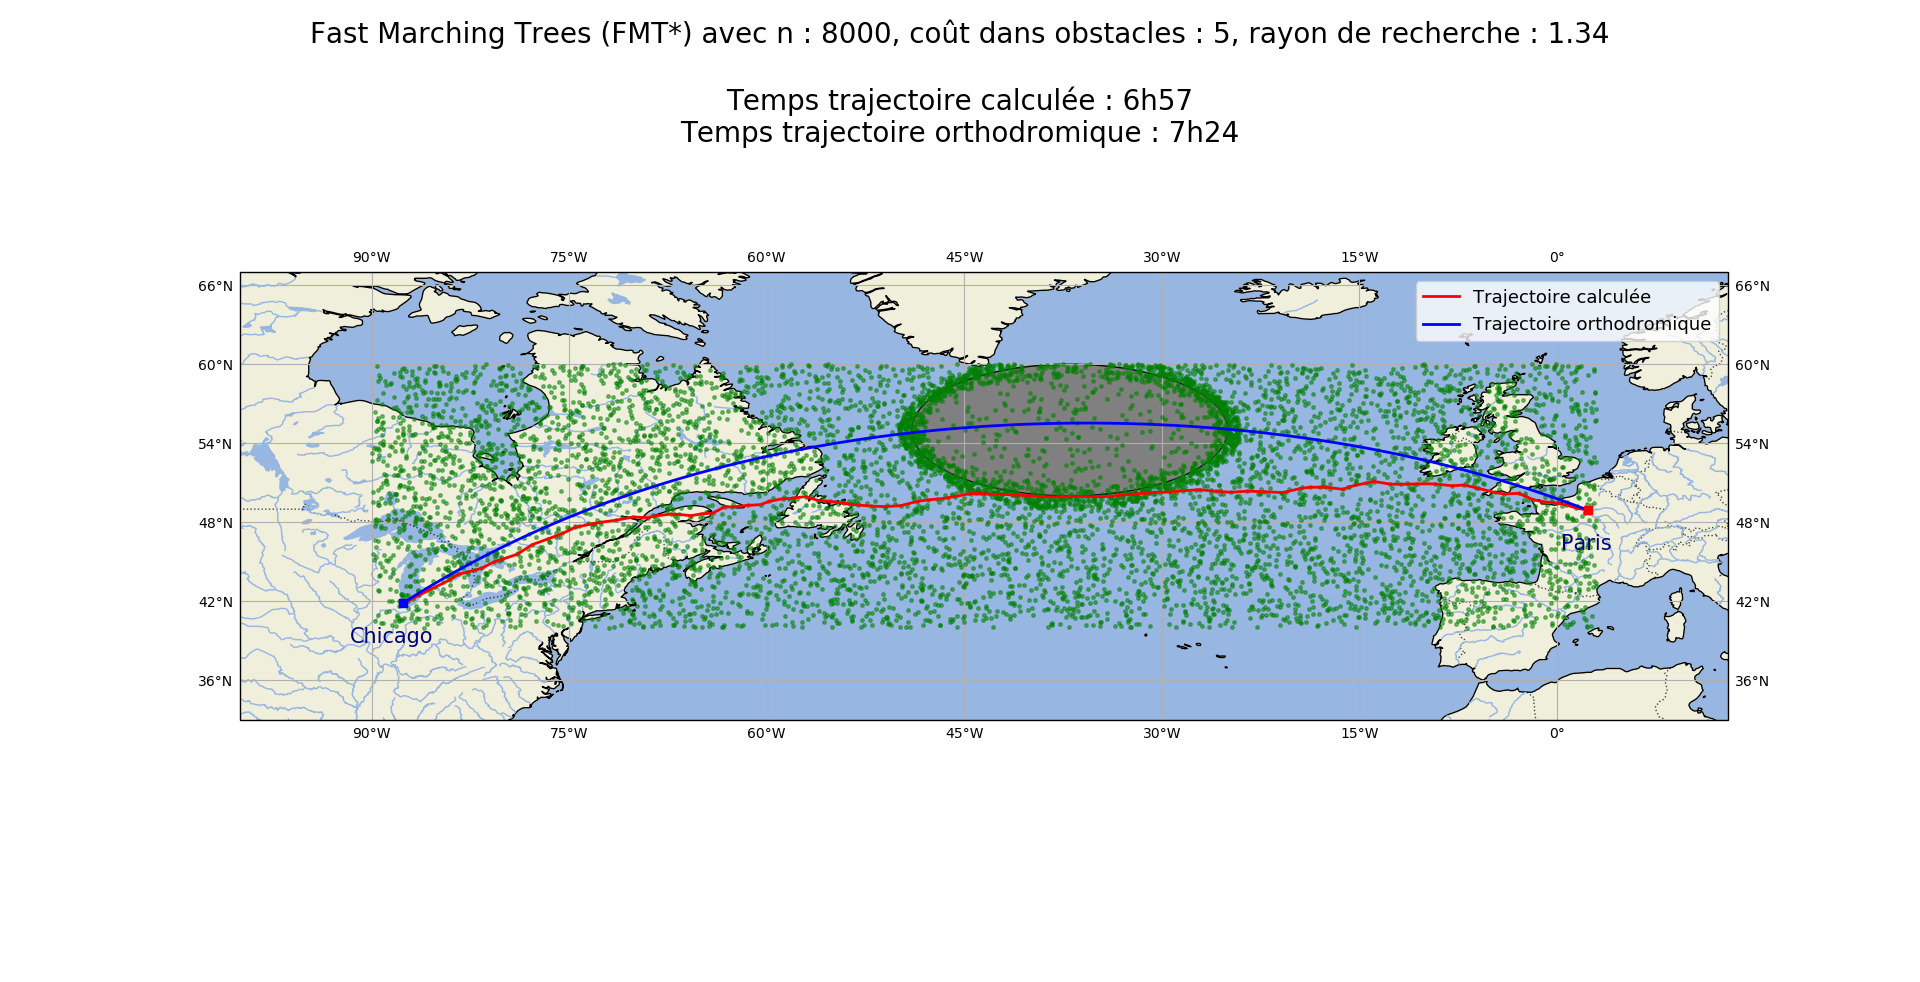 Fast Marching Trees (FMT*) avec n : 8000, coût dans obstacles : 5, rayon de recherche : 1.34
Temps trajectoire calculée : 6h57
Temps trajectoire orthodromique : 7h24
90°W 75°W 60°W 45°W 30°W 15°W 0°
66°N 66°N
Trajectoire calculée
Trajectoire orthodromique
60°N 60°N
54°N 54°N
48°N 48°N
Paris
42°N 42°N
Chicago
36°N 36°N
90°W 75°W 60°W 45°W 30°W 15°W 0°